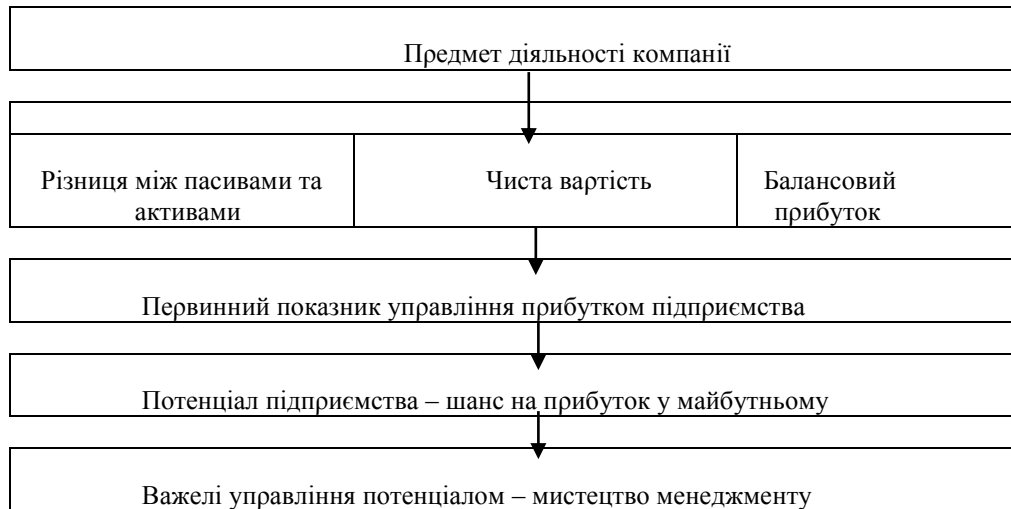 Предмет діяльності компанії
Різниця між пасивами та
активами
Чиста вартість
Балансовий
прибуток
Первинний показник управління прибутком підприємства
Потенціал підприємства – шанс на прибуток у майбутньому
Важелі управління потенціалом – мистецтво менеджменту